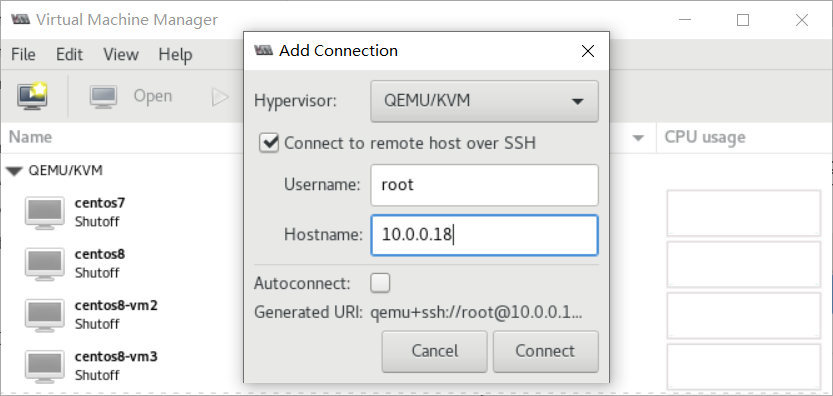 Virtual Machine Manager
File Edit View Help
Open
Name CPU usage
QEMU/KVM
centos7
Shutoff
centos8
Shutoff
centos8-vm2
Shutoff
centos8-vm3
Shutoff
Add Connection
Hypervisor: QEMU/KVM
Connect to remote host over SSH
Username: root
Hostname: 10.0.0.18
Autoconnect:
Generated URI: qemu+ssh://root@10.0.0.1...
Cancel Connect